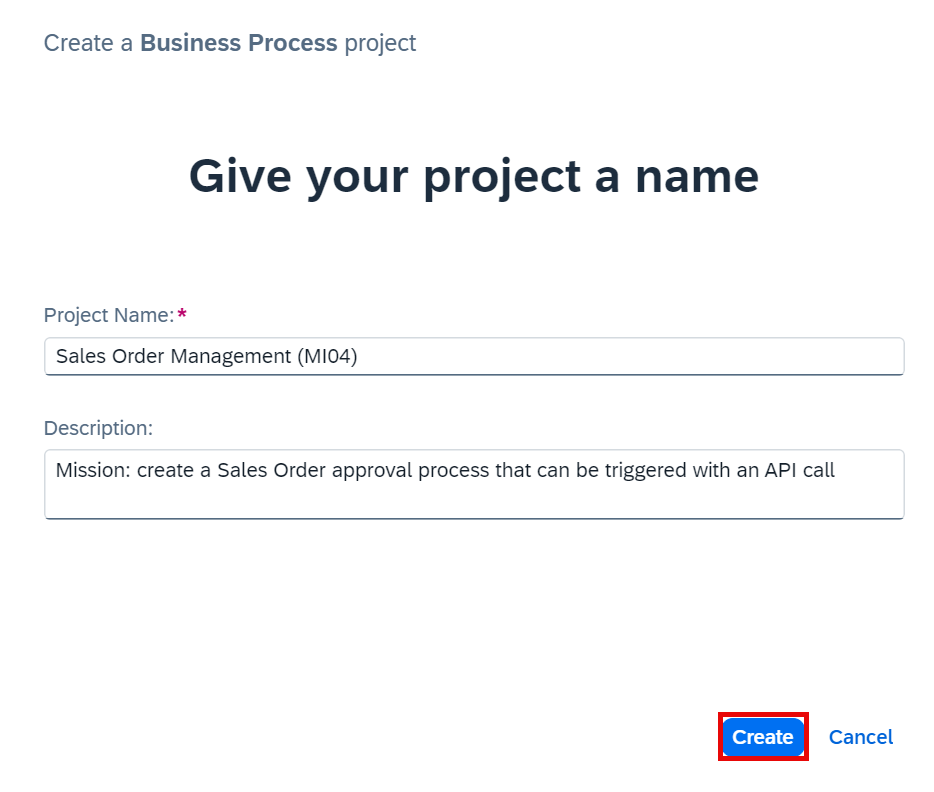 Create a Business Process project
Give your project a name
Project Name:*
Sales Order Management (MI04)
Description:
Mission: create a Sales Order approval process that can be triggered with an API call
Create Cancel